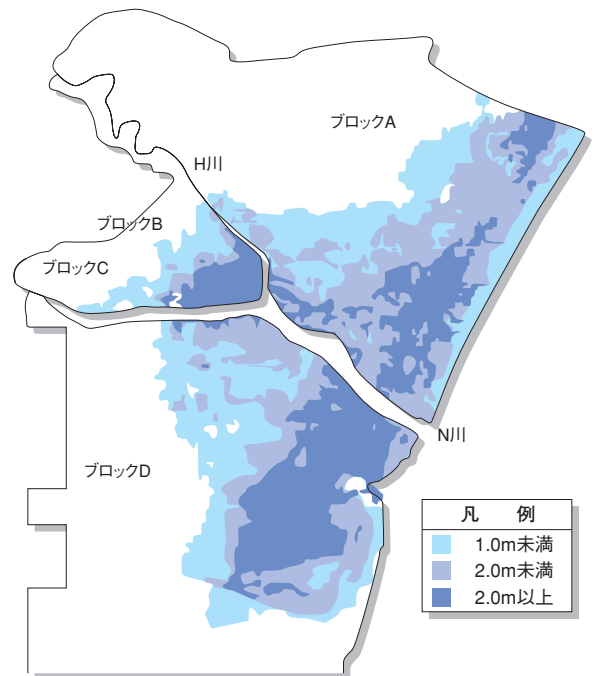 ブロックA
H川
ブロックB
ブロックC
N川
ブロックD
凡 例
1.0m未満
2.0m未満
2.0m以上